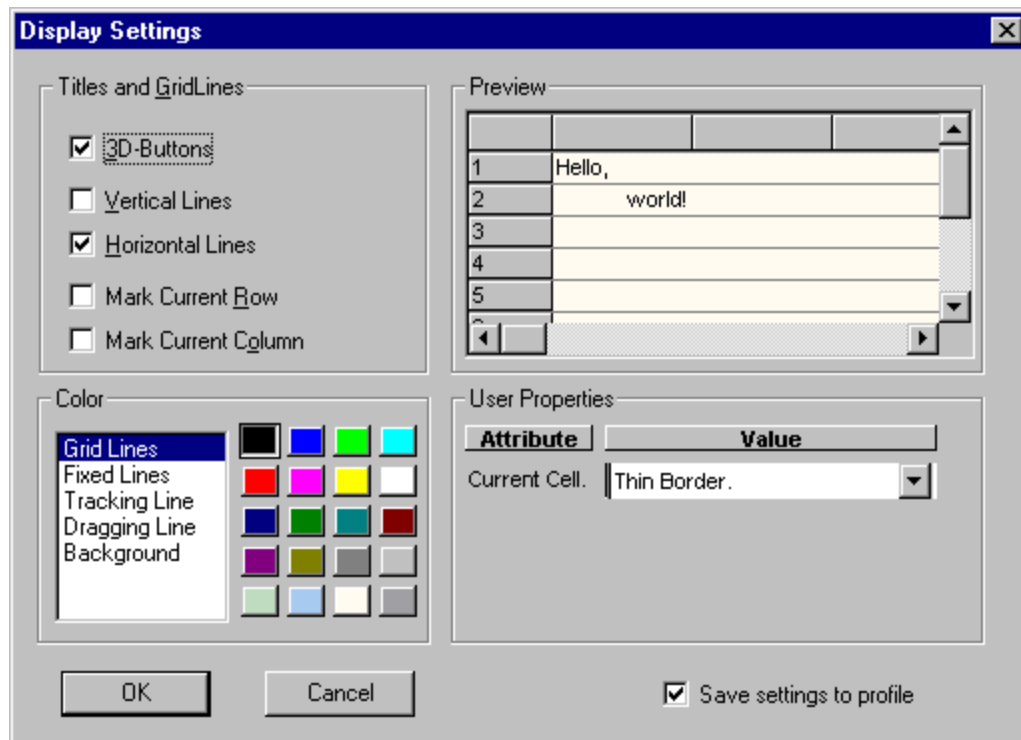 Display Settings
Titles and GridLines
3D-Buttons
Vertical Lines
Horizontal Lines
Mark Current Row
Mark Current Column
Preview
1 Hello,
2 world!
3
4
5
Color
Grid Lines
Fixed Lines
Tracking Line
Dragging Line
Background
User Properties
Attribute Value
Current Cell. Thin Border.
OK Cancel
Save settings to profile